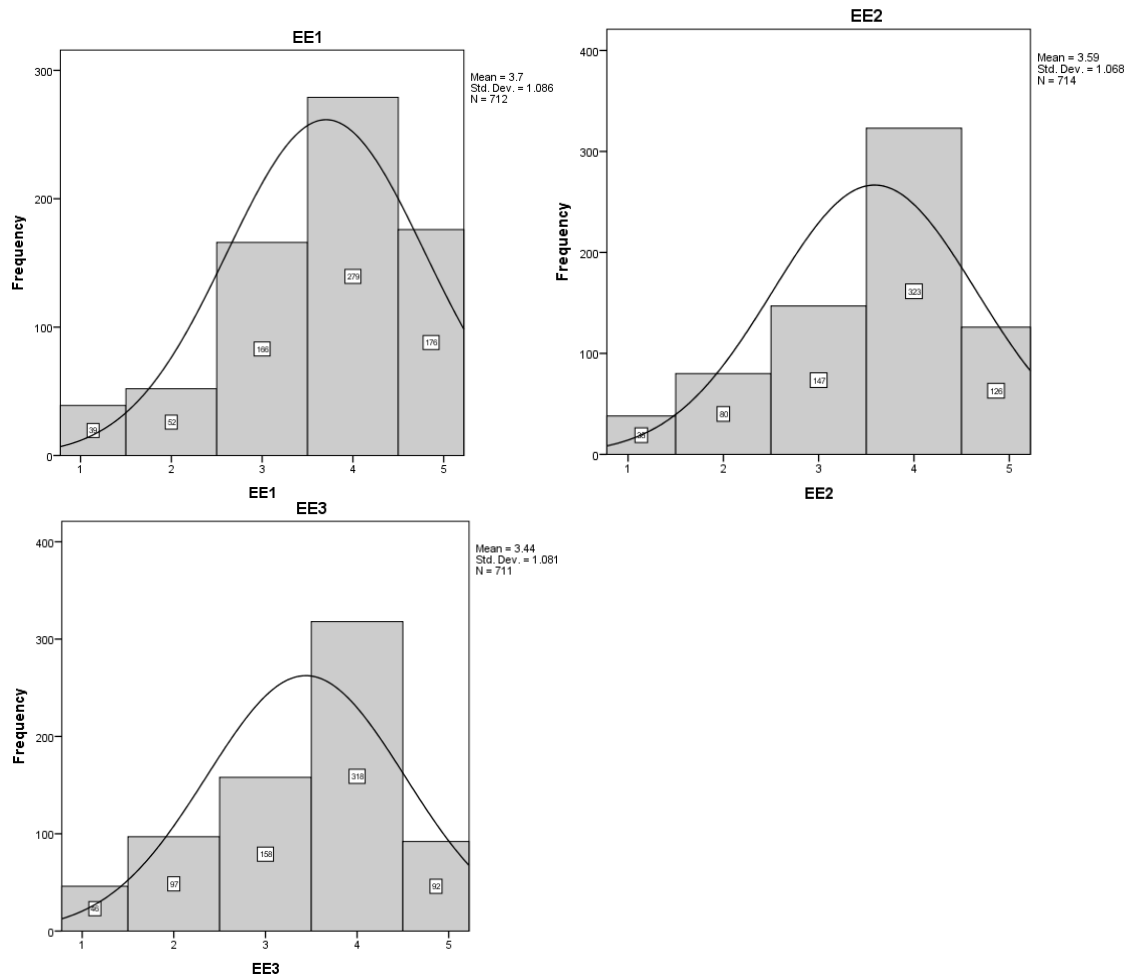 EE1
Mean = 3.7
Std. Dev. = 1.086
N = 712
Frequency
300
200
100
0
39
52
166
279
176
1
2
3
4
5
EE1
EE2
Mean = 3.59
Std. Dev. = 1.068
N = 714
Frequency
400
300
200
100
0
38
80
147
323
126
1
2
3
4
5
EE2
EE3
Mean = 3.44
Std. Dev. = 1.081
N = 711
Frequency
400
300
200
100
0
46
97
158
318
92
1
2
3
4
5
EE3